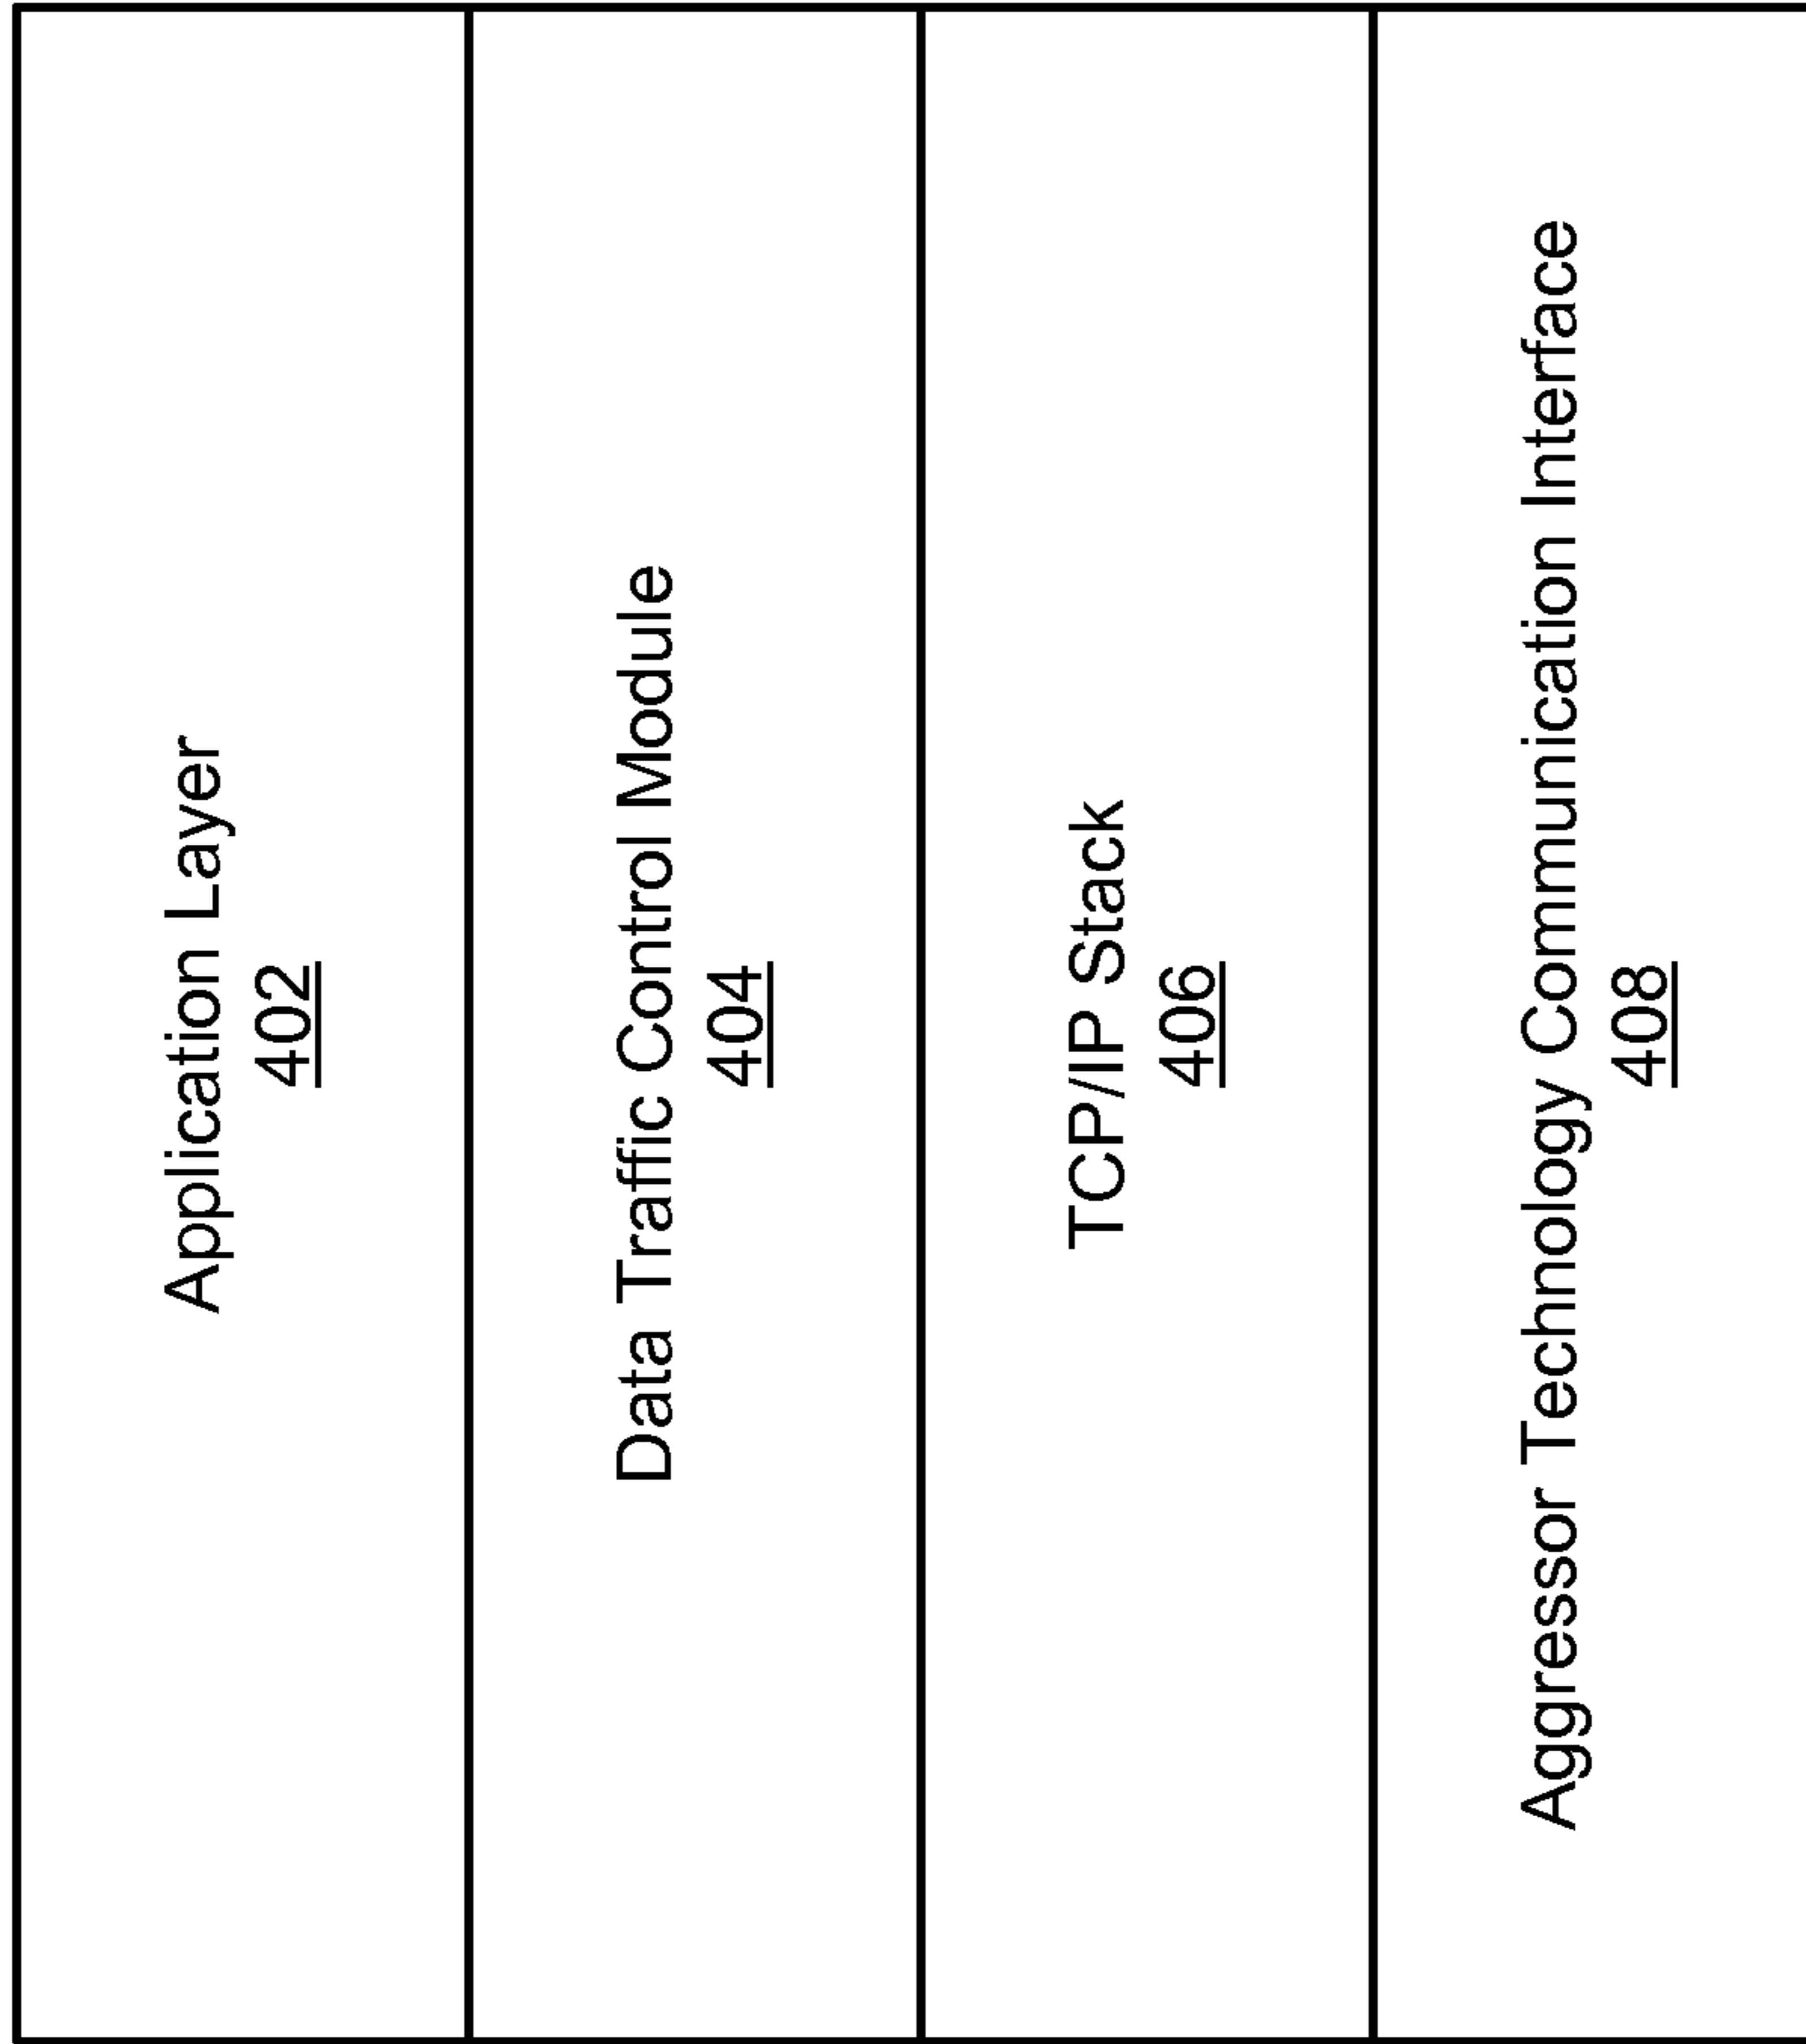 Application Layer
402
Data Traffic Control Module
404
TCP/IP Stack
406
Aggressor Technology Communication Interface
408